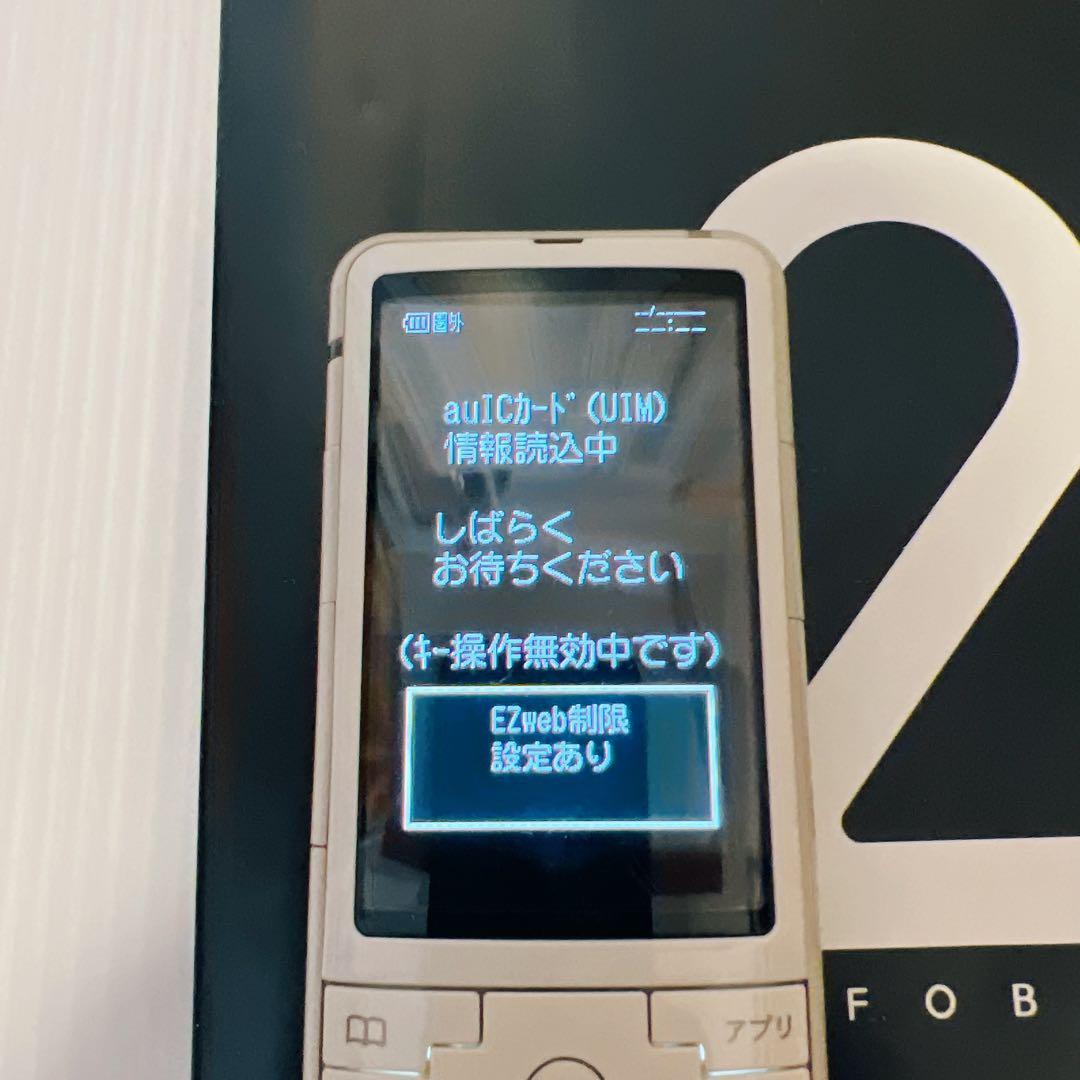 圏外
--/--
--:--
auICｶｰﾄﾞ(UIM)
情報読込中
しばらく
お待ちください
(ｷｰ操作無効中です)
EZweb制限
設定あり
アプリ
2
F O B